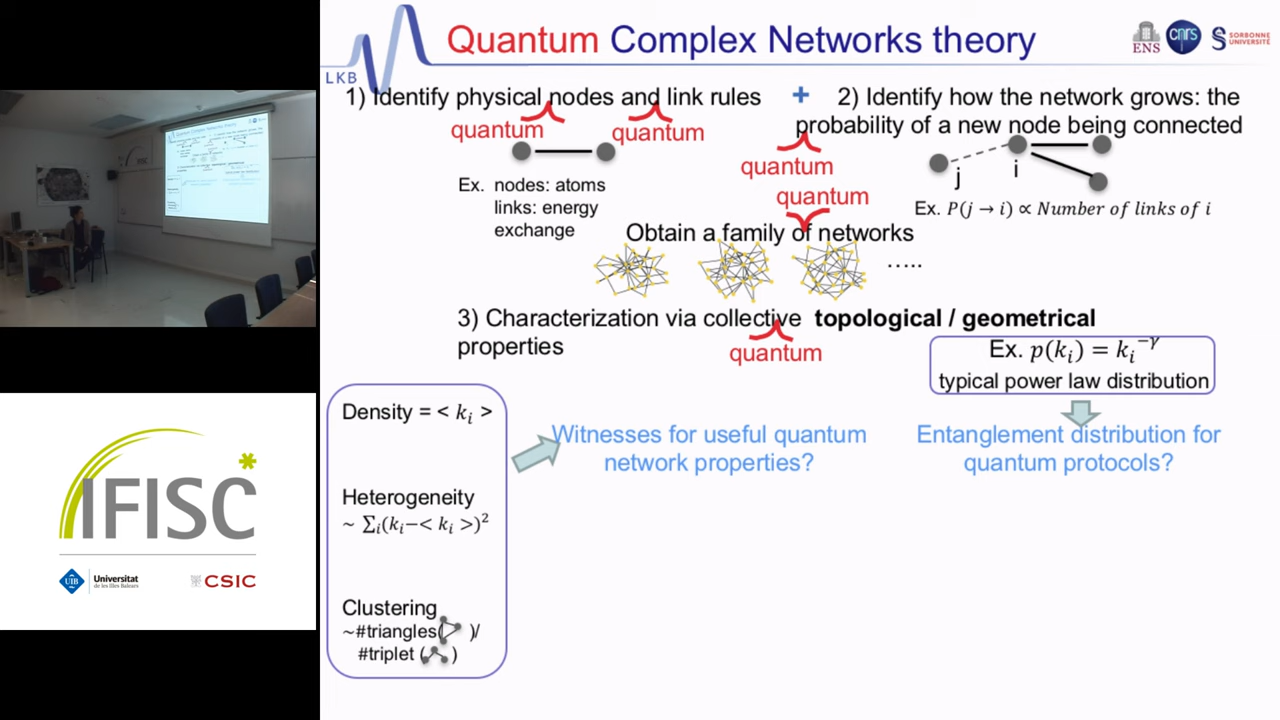 Quantum Complex Networks theory
LKB
ENS
cnrs
SORBONNE
UNIVERSITÉ
1) Identify physical nodes and link rules
quantum
quantum
+
2) Identify how the network grows: the
probability of a new node being connected
quantum
j
i
Ex. P(j → i) ∝ Number of links of i
Ex. nodes: atoms
links: energy
exchange
quantum
Obtain a family of networks
.....
3) Characterization via collective topological / geometrical
properties
quantum
Ex. p(kᵢ) = kᵢ^−γ
typical power law distribution
Density = < kᵢ >
Heterogeneity
~ ∑ᵢ(kᵢ−< kᵢ >)²
Clustering
~#triangles( )/
#triplet ( )
Witnesses for useful quantum
network properties?
Entanglement distribution for
quantum protocols?
IFISC
UIB
Universitat
de les Illes Balears
CSIC